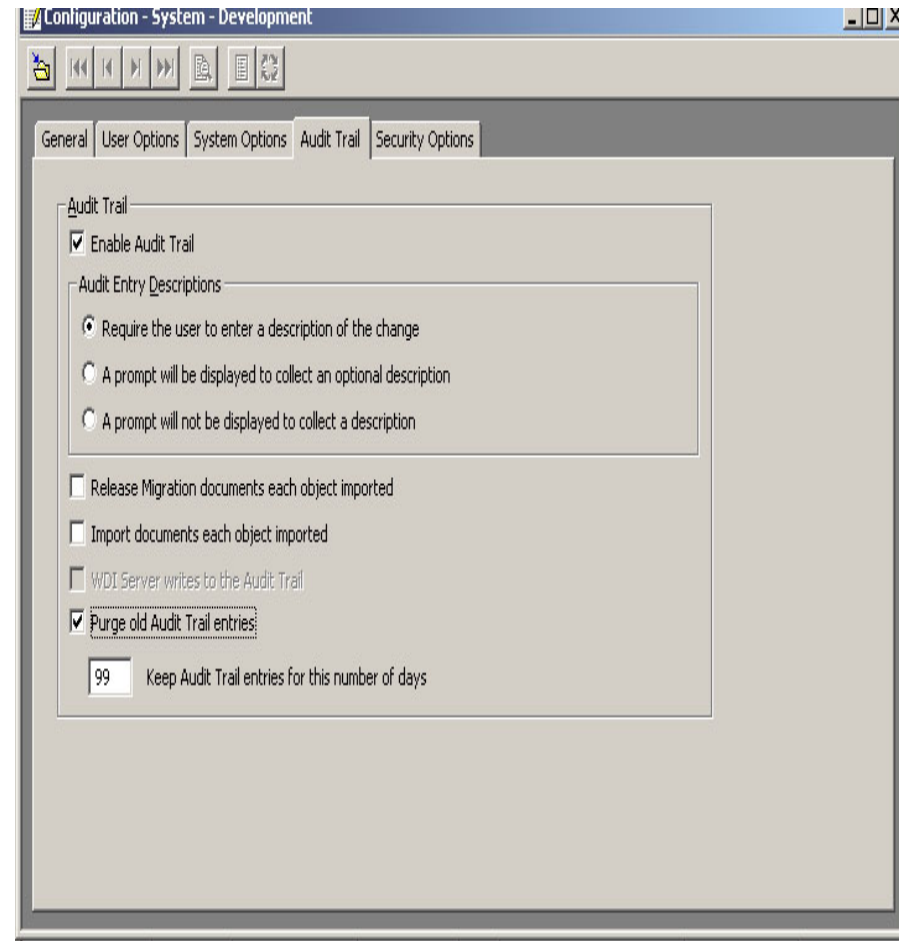 Configuration - System - Development
General User Options System Options Audit Trail Security Options
Audit Trail
Enable Audit Trail
Audit Entry Descriptions
Require the user to enter a description of the change
A prompt will be displayed to collect an optional description
A prompt will not be displayed to collect a description
Release Migration documents each object imported
Import documents each object imported
WDI Server writes to the Audit Trail
Purge old Audit Trail entries
99 Keep Audit Trail entries for this number of days